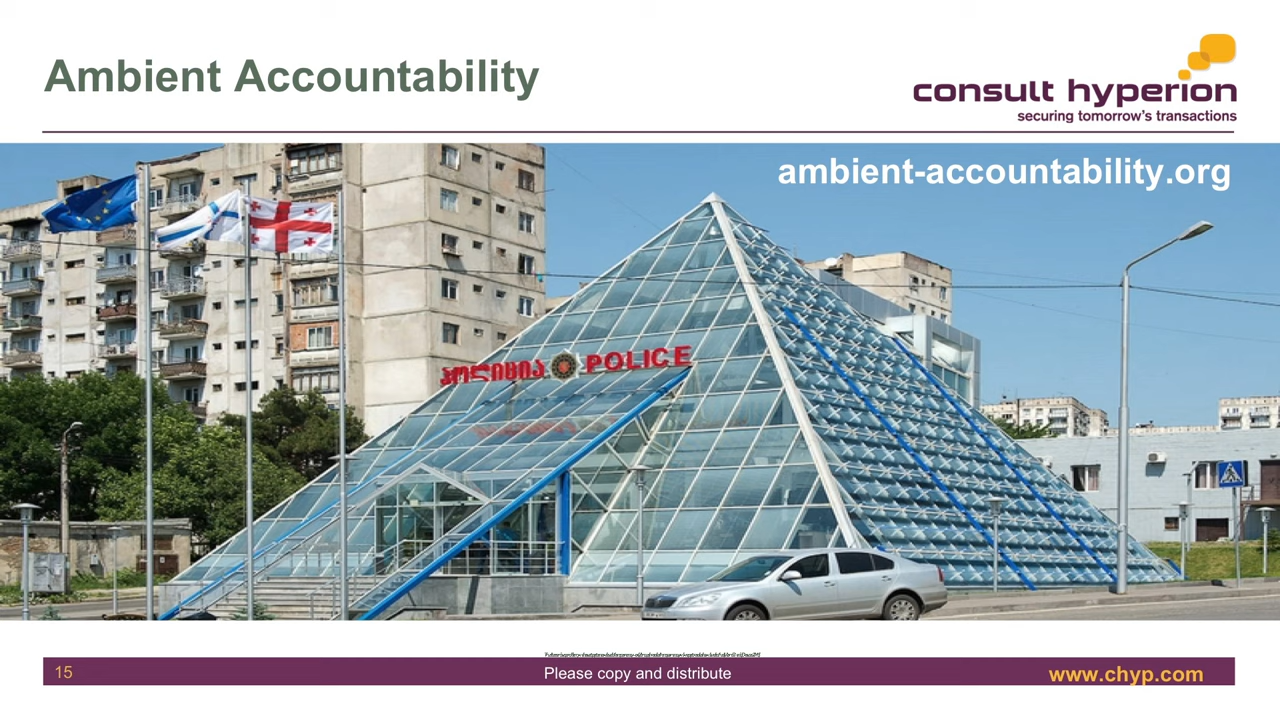 Ambient Accountability
consult hyperion
securing tomorrow's transactions
ambient-accountability.org
პოლიცია POLICE
15
Please copy and distribute
www.chyp.com